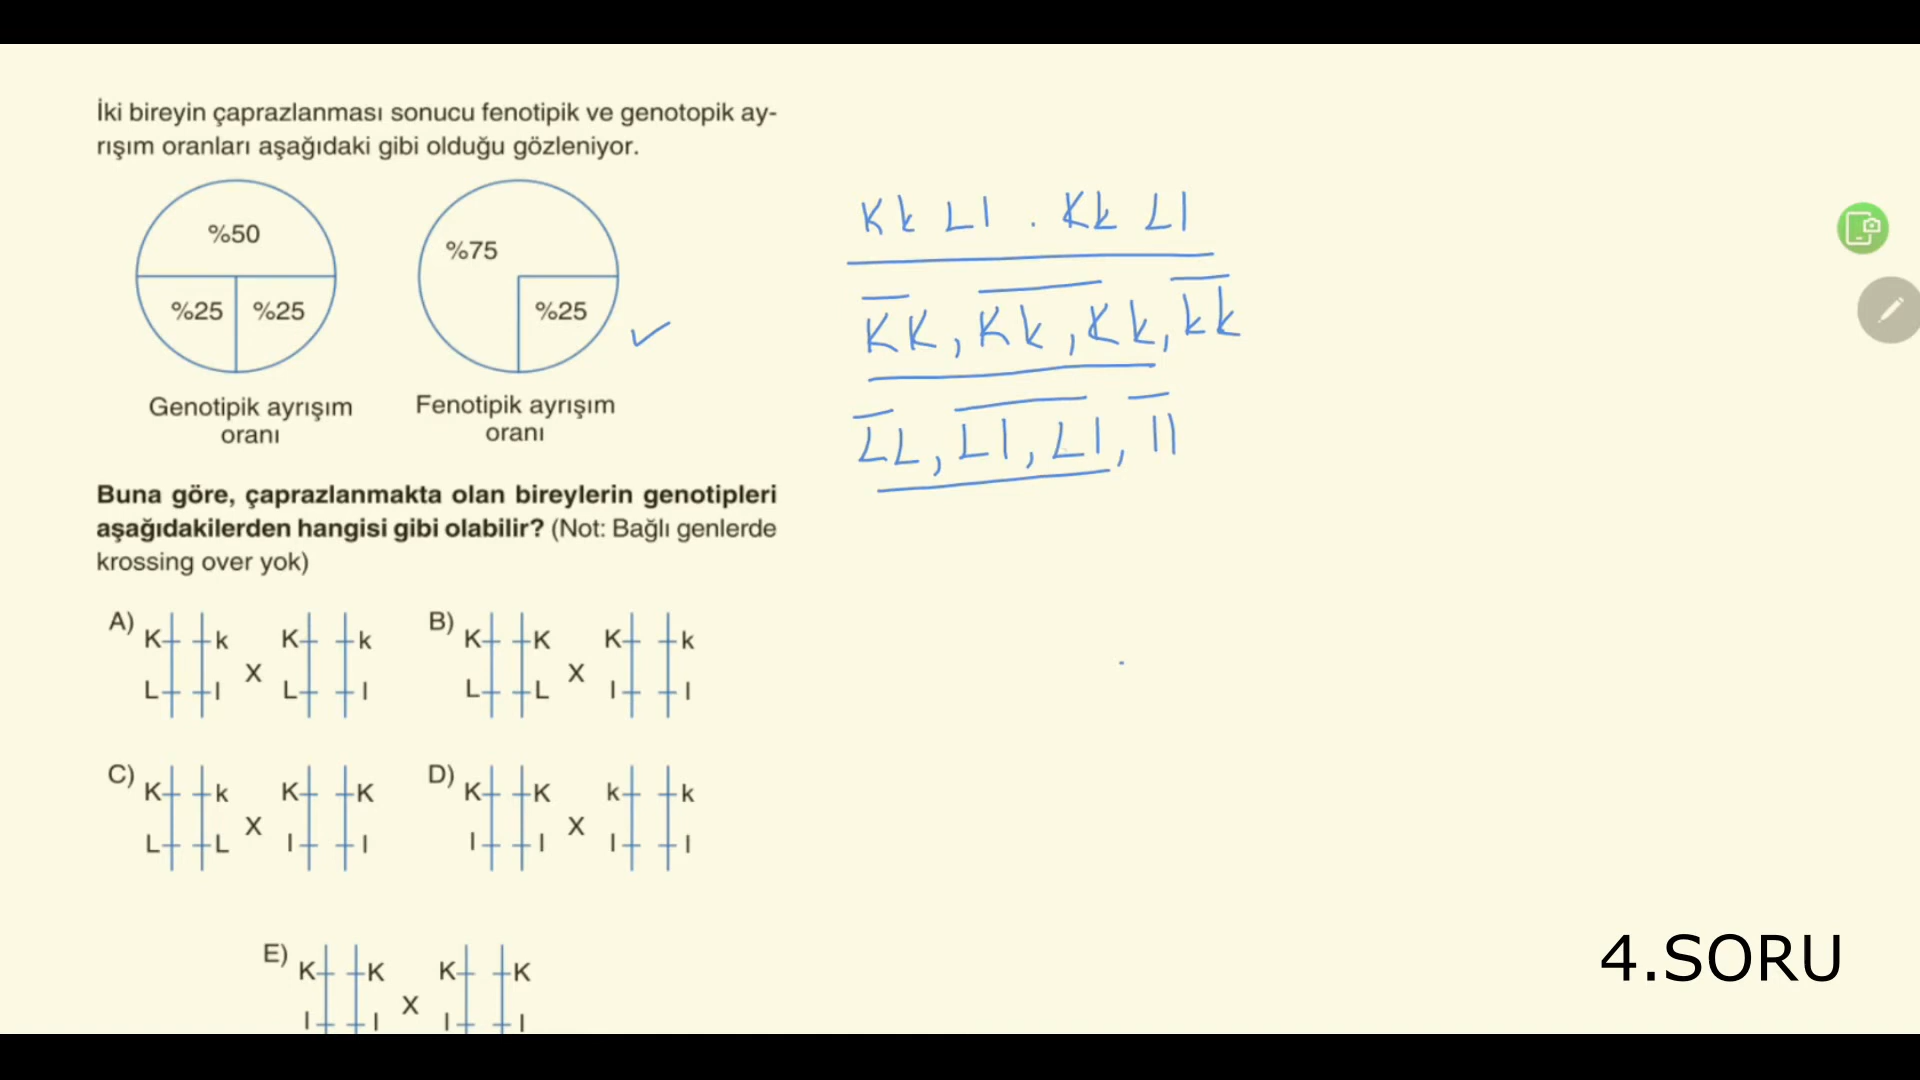 İki bireyin çaprazlanması sonucu fenotipik ve genotopik ay-
rışım oranları aşağıdaki gibi olduğu gözleniyor.
%50
%25 %25
Genotipik ayrışım
oranı
%75
%25
Fenotipik ayrışım
oranı
Buna göre, çaprazlanmakta olan bireylerin genotipleri
aşağıdakilerden hangisi gibi olabilir? (Not: Bağlı genlerde
krossing over yok)
A) K k X K k
L l L l
B) K K X K k
L L l l
C) K k X K K
L L l l
D) K K X k k
l l l l
E) K K X K K
l l l l
Kk Ll . Kk Ll
KK, Kk, Kk, kk
LL, Ll, Ll, ll
4.SORU